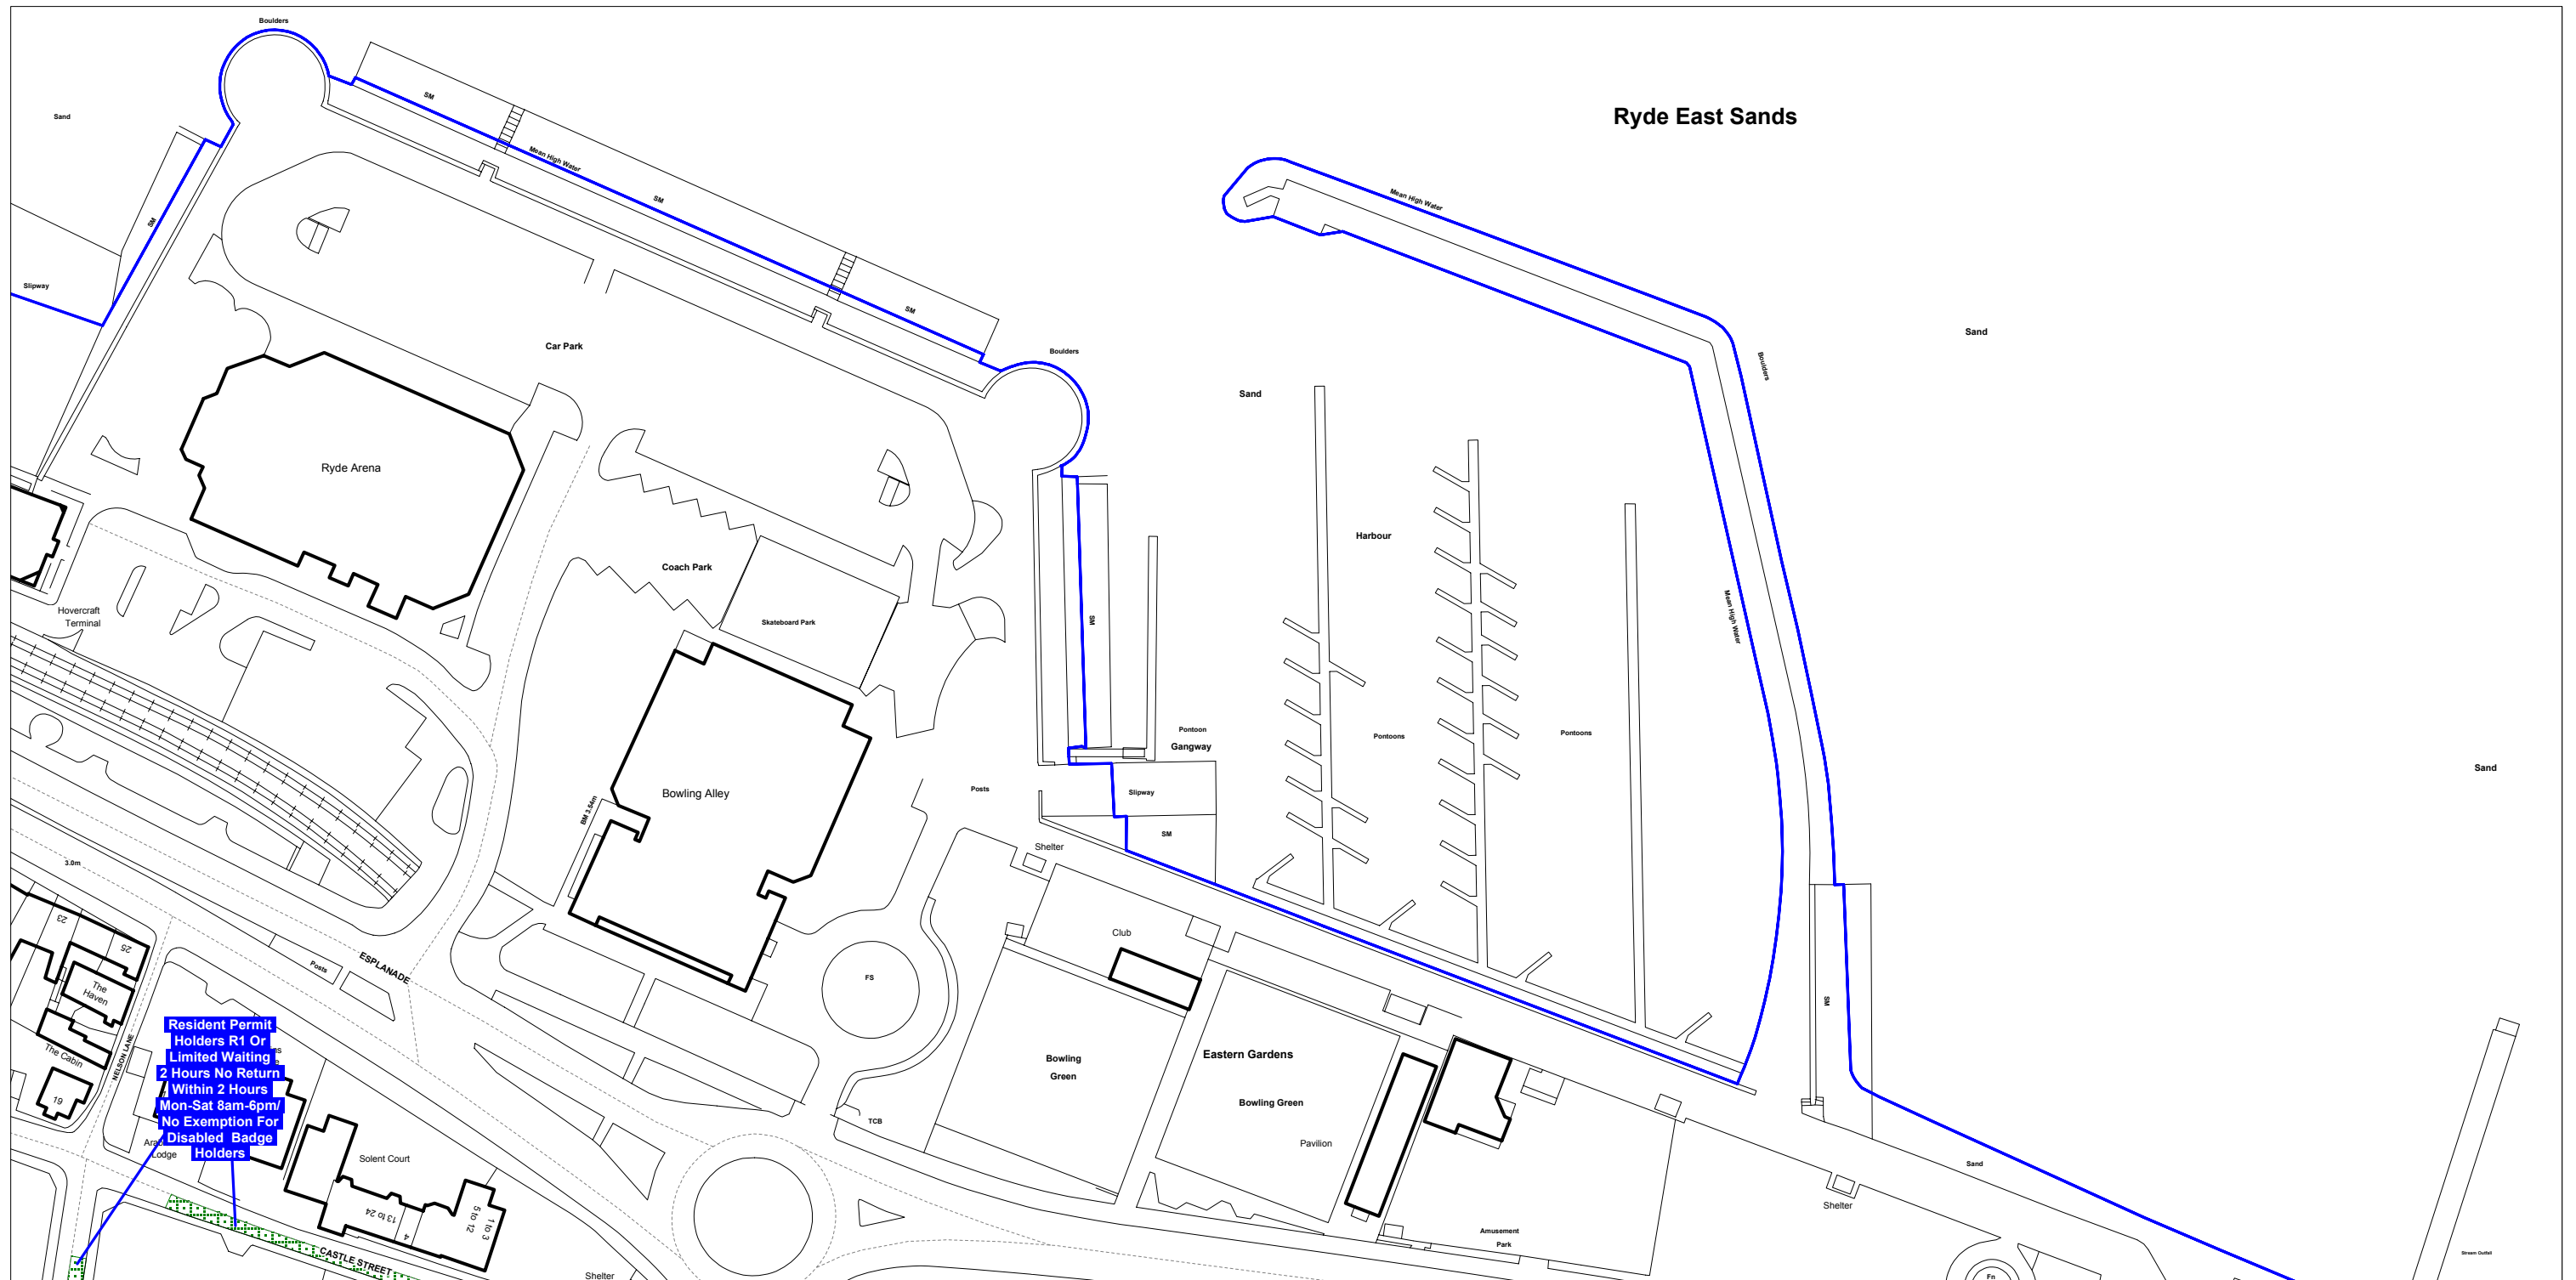 Boulders
Ryde East Sands
Sand
SM
SM
Mean High Water
SM
SM
Mean High Water
Slipway
SM
Car Park
Boulders
Boulders
Sand
Sand
Ryde Arena
Harbour
Coach Park
Skateboard Park
Hovercraft
Terminal
SM
Mean High Water
Pontoon
Gangway
Pontoons
Pontoons
Sand
Bowling Alley
BM 3.54m
Posts
Slipway
SM
Shelter
3.0m
23
25
Club
ESPLANADE
Posts
FS
The
Haven
SM
Resident Permit
Holders R1 Or
Limited Waiting
2 Hours No Return
Within 2 Hours
Mon-Sat 8am-6pm/
No Exemption For
Disabled Badge
Holders
The Cabin
NELSON LANE
19
Lodge
Bowling
Green
Eastern Gardens
Bowling Green
Pavilion
TCB
Solent Court
13 to 24
4
5 to 12
1 to 3
Sand
Shelter
Amusement
Park
Stream Outfall
CASTLE STREET
Shelter
Fn